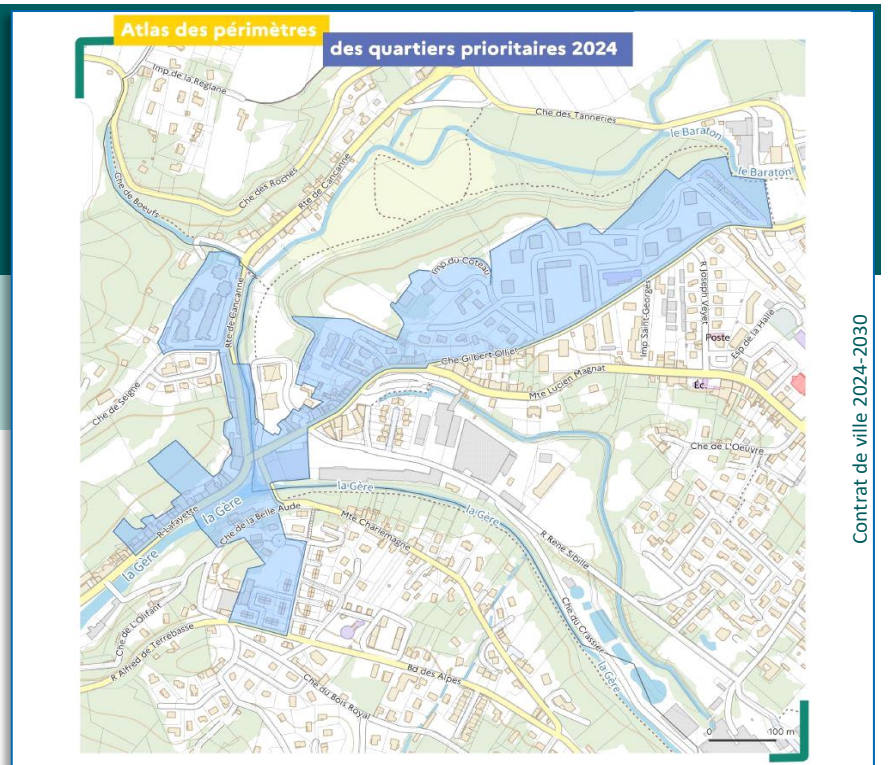 Atlas des périmètres
des quartiers prioritaires 2024
Imp. de la Reglane
Che des Tanneries
le Baraton
le Baraton
Che de Boeufs
Che des Roches
Rte de Cancanne
Imp du Coteau
Rte de Cancanne
Imp Saint-Georges
R Joseph Veyet
Esp de la Halle
Poste
Che Gilbert Ollier
Mte Lucien Magnat
Éc.
Che de Seigne
Che de L'Oeuvre
la Gère
R Lafayette
la Gère
Che de la Belle Aude
la Gère
Mte Charlemagne
R Rene Sibille
la Gère
Che de L'Olifant
Che du Crassier
R Alfred de Terrebasse
Bd des Alpes
la Gère
Che du Bois Royal
0 100 m
Contrat de ville 2024-2030